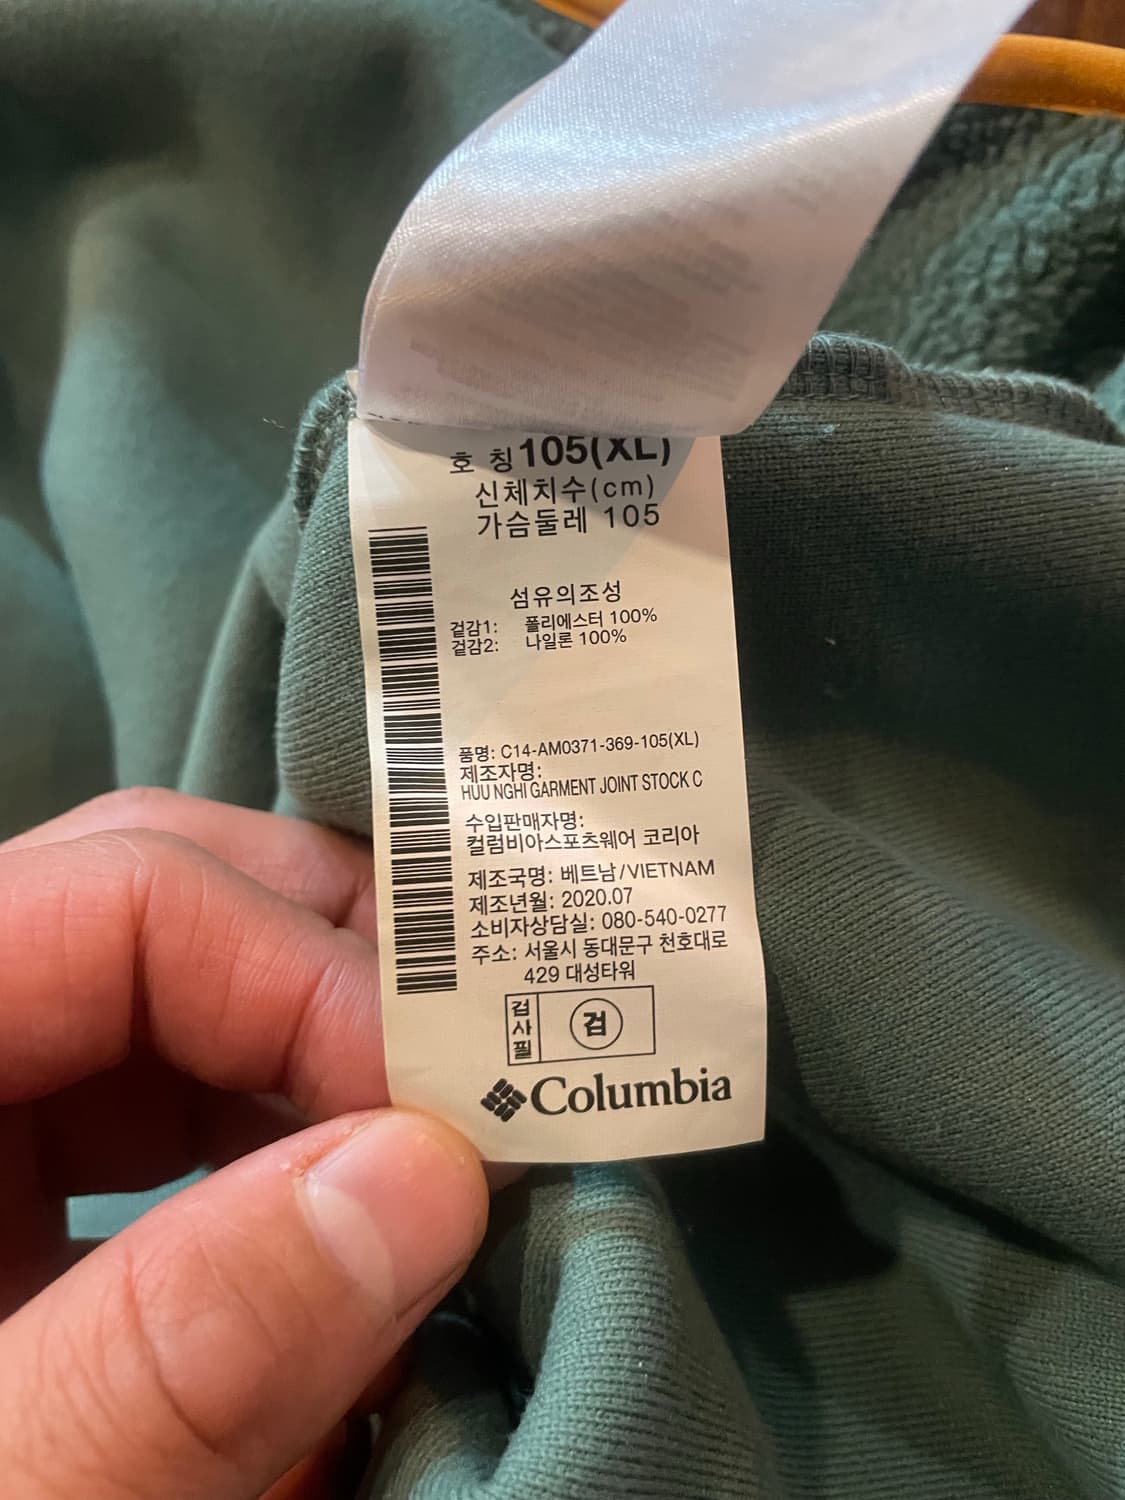 호 칭 105(XL)
신체치수(cm)
가슴둘레 105
섬유의조성
겉감1: 폴리에스터 100%
겉감2: 나일론 100%
품명: C14-AM0371-369-105(XL)
제조자명:
HUU NGHI GARMENT JOINT STOCK C
수입판매자명:
컬럼비아스포츠웨어 코리아
제조국명: 베트남/VIETNAM
제조년월: 2020.07
소비자상담실: 080-540-0277
주소: 서울시 동대문구 천호대로
429 대성타워
검사필 검
Columbia